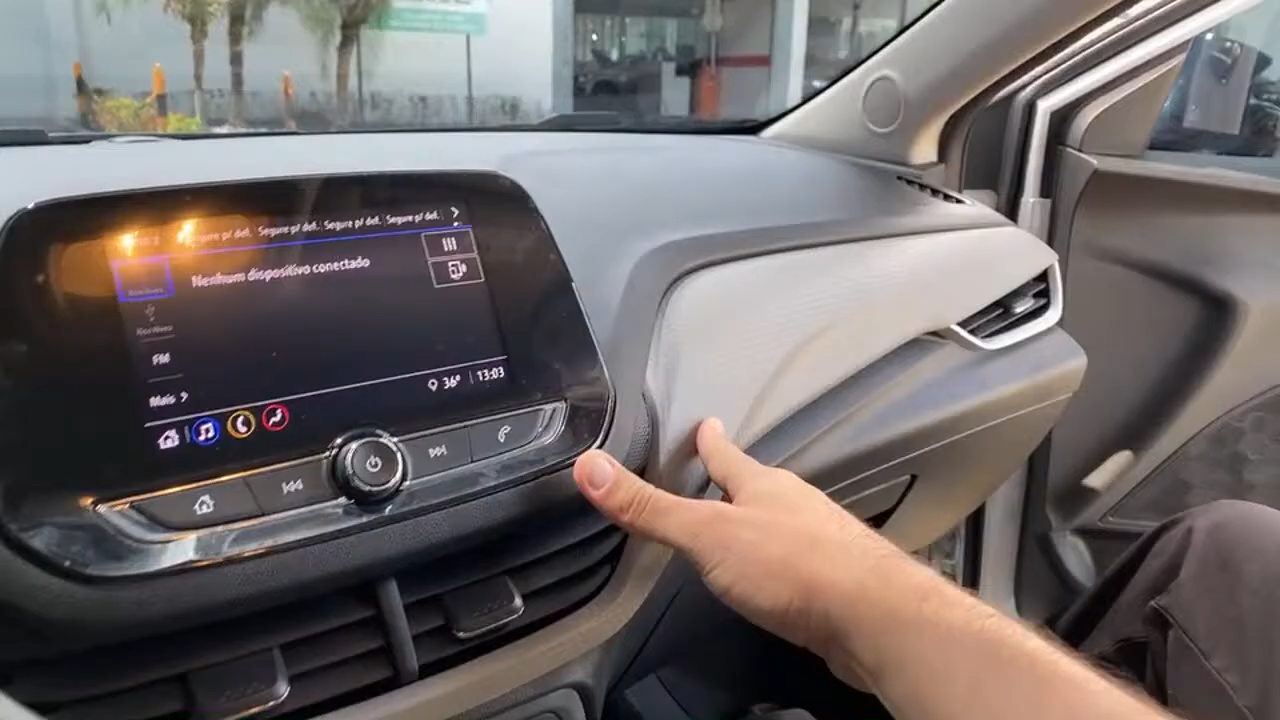 Segure p/ def. Segure p/ def. Segure p/ def. Segure p/ def.
Nenhum dispositivo conectado
FM
Mais
36° 13:03